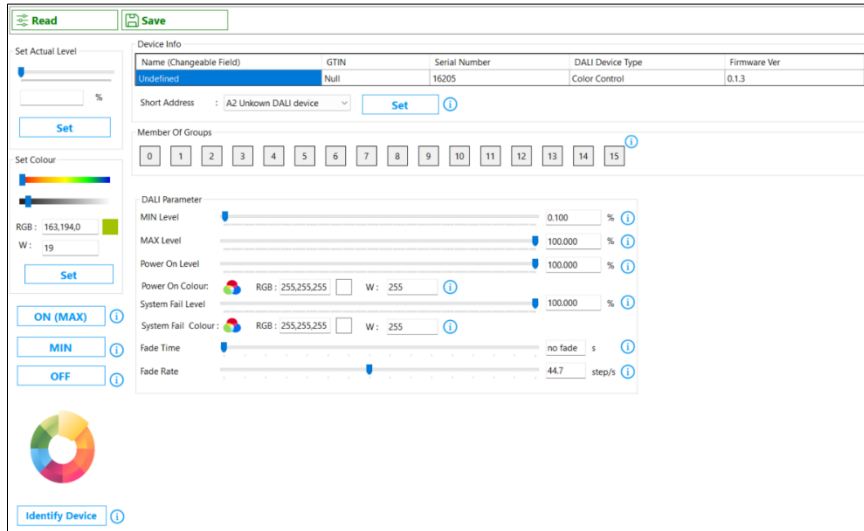 Read Save
Set Actual Level
%
Set
Set Colour
RGB : 163,194,0
W : 19
Set
ON (MAX)
MIN
OFF
Identify Device
Device Info
Name (Changeable Field) GTIN Serial Number DALI Device Type Firmware Ver
Undefined Null 16205 Color Control 0.1.3
Short Address : A2 Unkown DALI device Set
Member Of Groups
0 1 2 3 4 5 6 7 8 9 10 11 12 13 14 15
DALI Parameter
MIN Level 0.100 %
MAX Level 100.000 %
Power On Level 100.000 %
Power On Colour: RGB : 255,255,255 W : 255
System Fail Level 100.000 %
System Fail Colour : RGB : 255,255,255 W : 255
Fade Time no fade s
Fade Rate 44.7 step/s